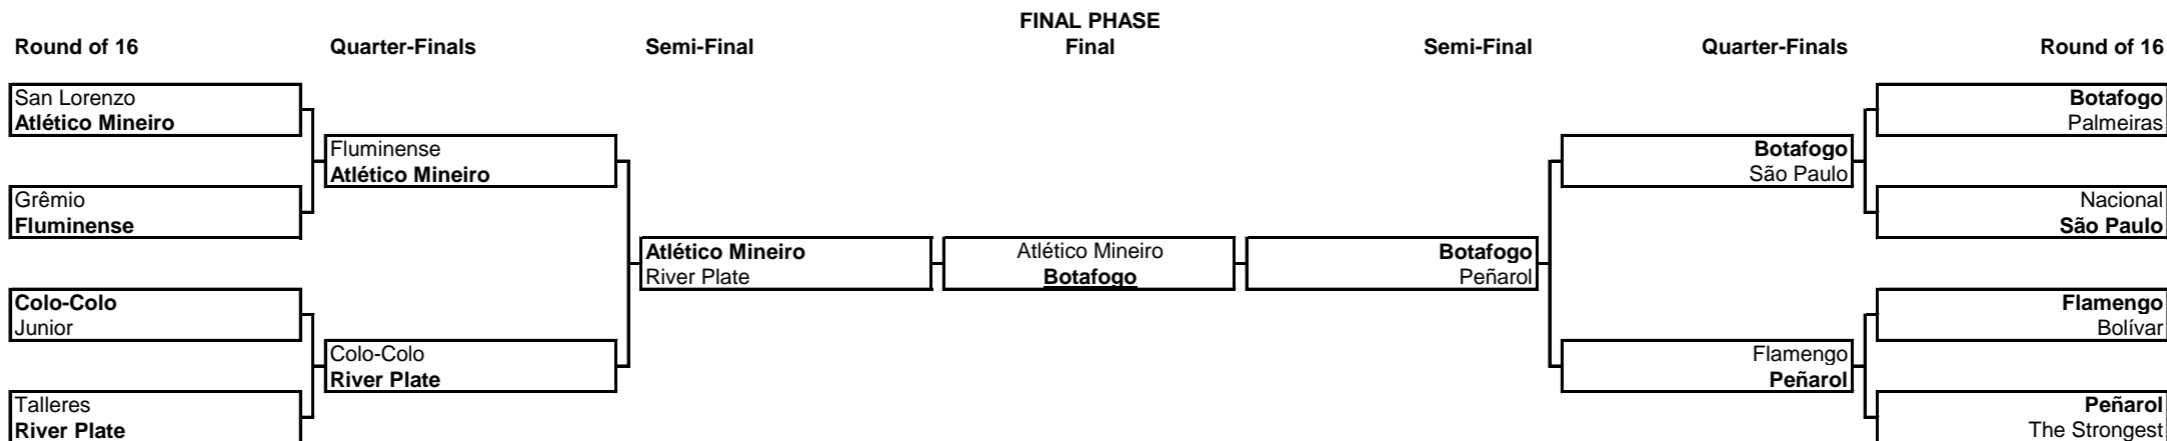 FINAL PHASE
Round of 16 Quarter-Finals Semi-Final Final Semi-Final Quarter-Finals Round of 16
San Lorenzo
Atlético Mineiro
Grêmio
Fluminense
Colo-Colo
Junior
Talleres
River Plate
Fluminense
Atlético Mineiro
Colo-Colo
River Plate
Atlético Mineiro
River Plate
Atlético Mineiro
Botafogo
Botafogo
Peñarol
Botafogo
São Paulo
Flamengo
Peñarol
Botafogo
Palmeiras
Nacional
São Paulo
Flamengo
Bolívar
Peñarol
The Strongest